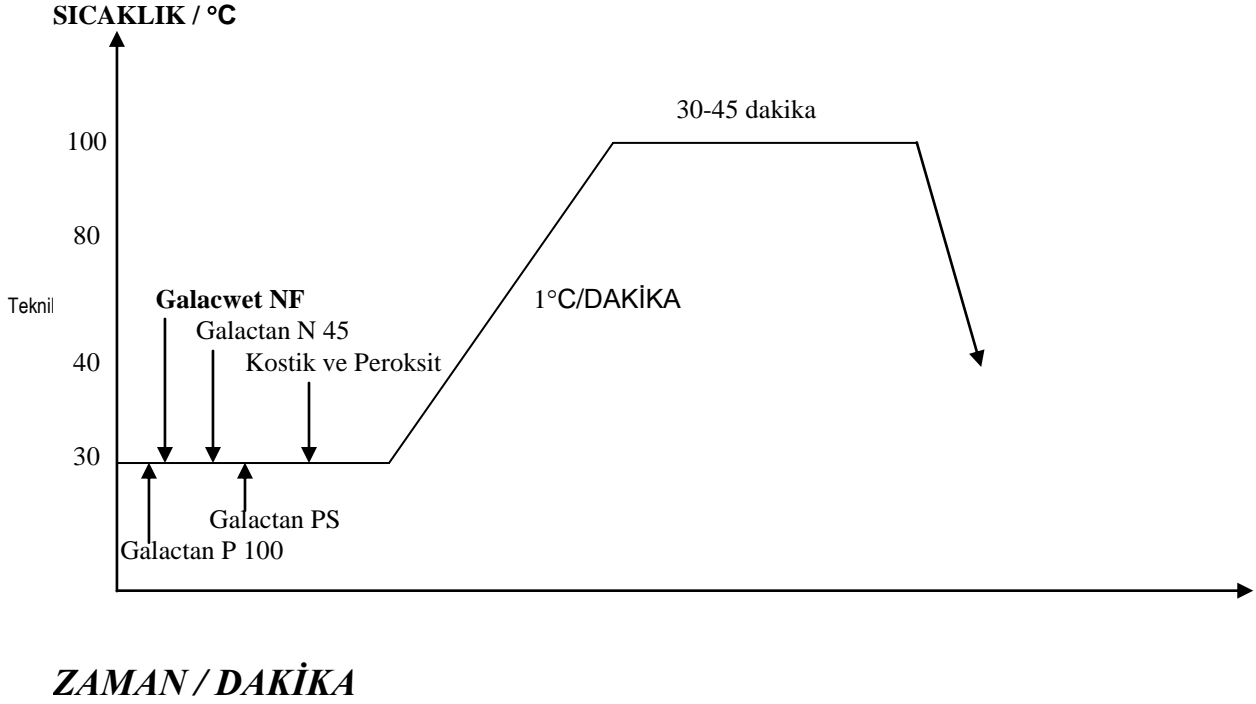 SICAKLIK / °C
30-45 dakika
100
80
Galacwet NF
1°C/DAKİKA
Galactan N 45
40
Kostik ve Peroksit
30
Galactan PS
Galactan P 100
ZAMAN / DAKİKA